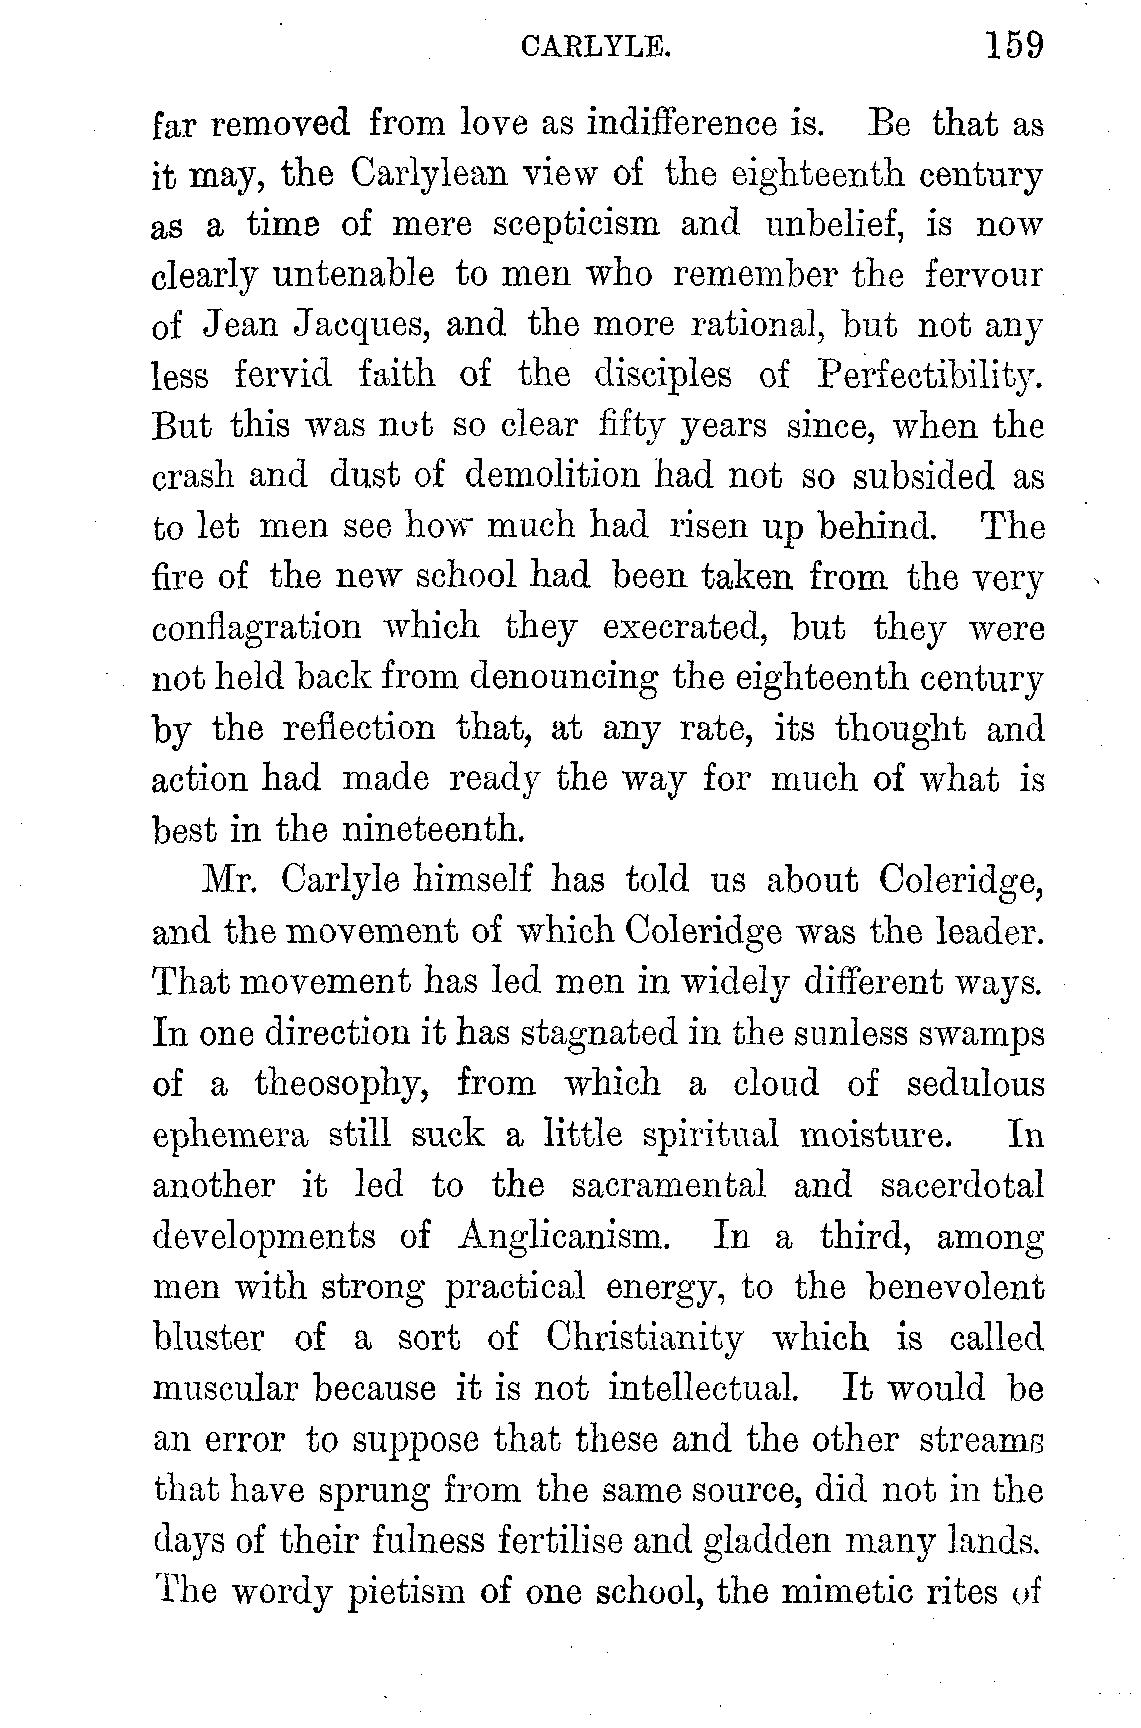 CARLYLE. 159
far removed from love as indifference is. Be that as
it may, the Carlylean view of the eighteenth century
as a time of mere scepticism and unbelief, is now
clearly untenable to men who remember the fervour
of Jean Jacques, and the more rational, but not any
less fervid faith of the disciples of Perfectibility.
But this was not so clear fifty years since, when the
crash and dust of demolition had not so subsided as
to let men see how much had risen up behind. The
fire of the new school had been taken from the very
conflagration which they execrated, but they were
not held back from denouncing the eighteenth century
by the reflection that, at any rate, its thought and
action had made ready the way for much of what is
best in the nineteenth.
Mr. Carlyle himself has told us about Coleridge,
and the movement of which Coleridge was the leader.
That movement has led men in widely different ways.
In one direction it has stagnated in the sunless swamps
of a theosophy, from which a cloud of sedulous
ephemera still suck a little spiritual moisture. In
another it led to the sacramental and sacerdotal
developments of Anglicanism. In a third, among
men with strong practical energy, to the benevolent
bluster of a sort of Christianity which is called
muscular because it is not intellectual. It would be
an error to suppose that these and the other streams
that have sprung from the same source, did not in the
days of their fulness fertilise and gladden many lands.
The wordy pietism of one school, the mimetic rites of